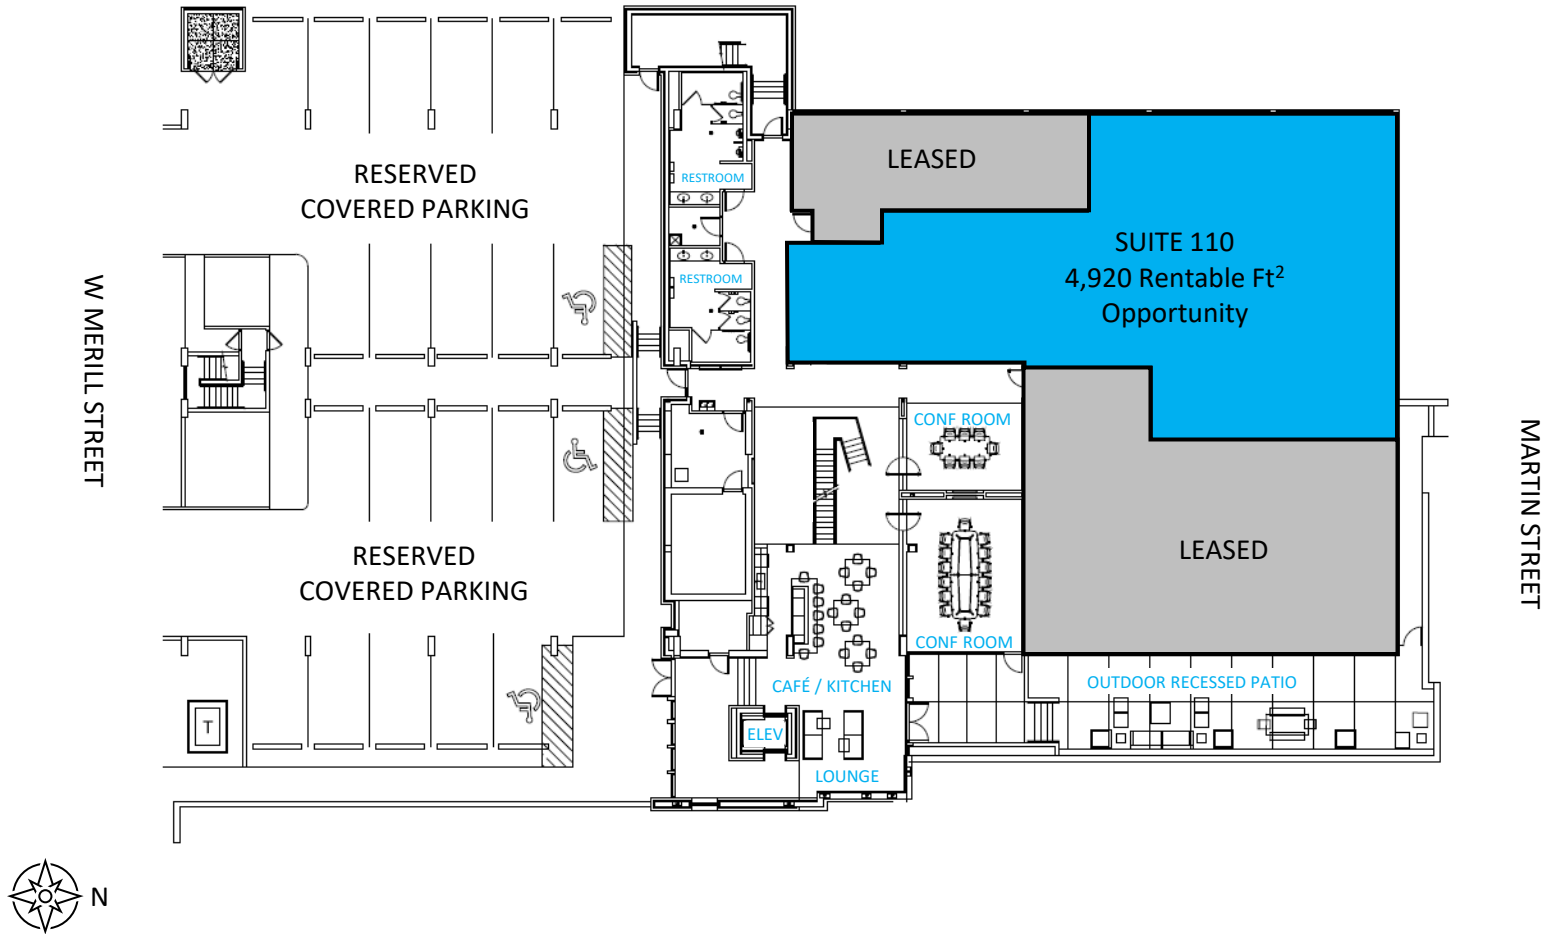 RESERVED
COVERED PARKING
LEASED
RESTROOM
SUITE 110
4,920 Rentable Ft²
Opportunity
RESTROOM
W MERILL STREET
CONF ROOM
MARTIN STREET
RESERVED
COVERED PARKING
LEASED
CONF ROOM
CAFÉ / KITCHEN
OUTDOOR RECESSED PATIO
T
ELEV
LOUNGE
N